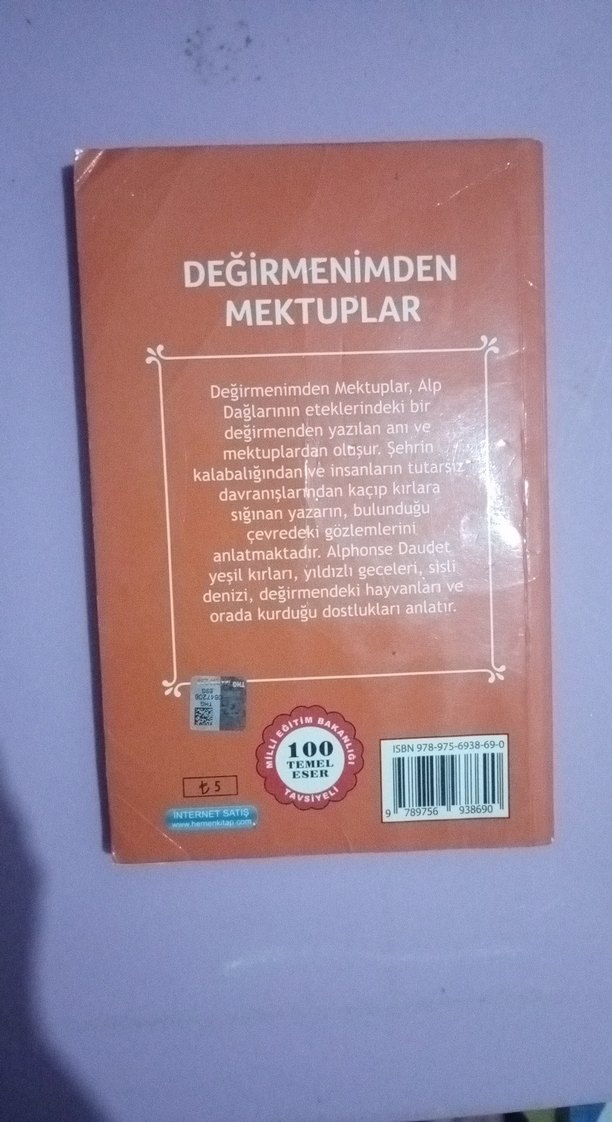 DEĞİRMENİMDEN
MEKTUPLAR
Değirmenimden Mektuplar, Alp
Dağlarının eteklerindeki bir
değirmenden yazılan anı ve
mektuplardan oluşur. Şehrin
kalabalığından ve insanların tutarsız
davranışlarından kaçıp kırlara
sığınan yazarın, bulunduğu
çevredeki gözlemlerini
anlatmaktadır. Alphonse Daudet
yeşil kırları, yıldızlı geceleri, sisli
denizi, değirmendeki hayvanları ve
orada kurduğu dostlukları anlatır.
MİLLİ EĞİTİM BAKANLIĞI
100
TEMEL
ESER
TAVSİYELİ
ISBN 978-975-6938-69-0
9 789756 938690
₺ 5
İNTERNET SATIŞ
www.hemenkitap.com